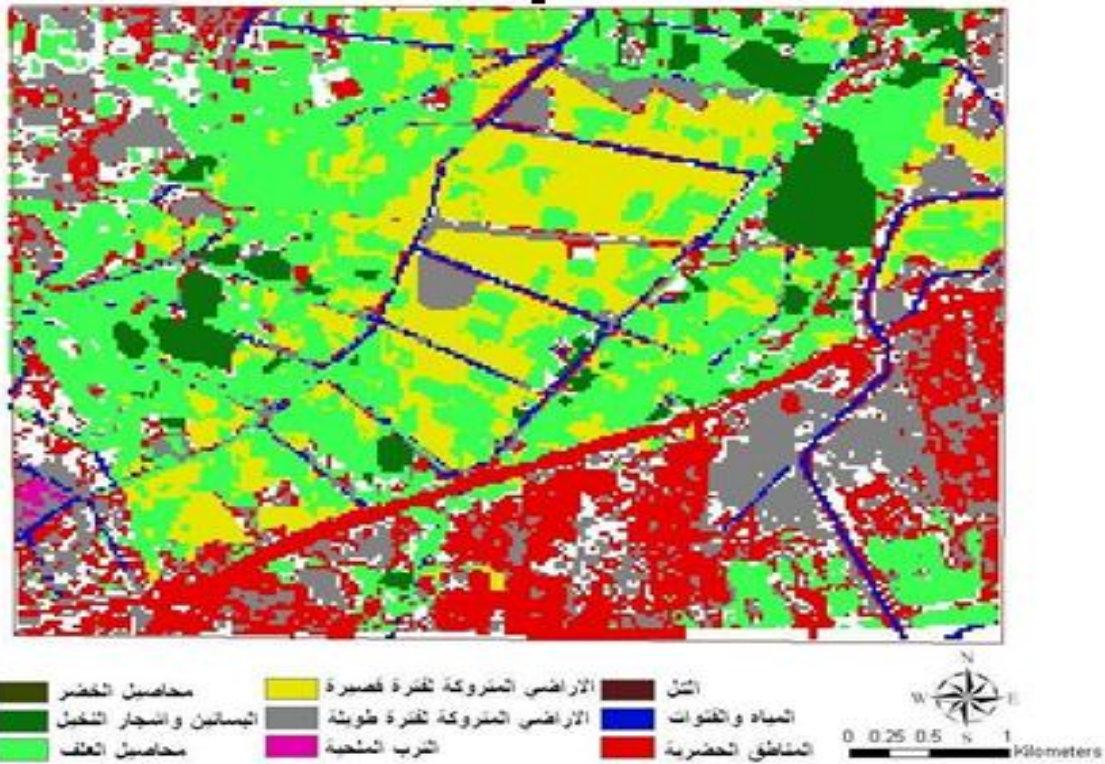 محاصيل الخضر
البساتين واشجار النخيل
محاصيل العلف
الاراضي المتروكة لفترة قصيرة
الاراضي المتروكة لفترة طويلة
الترب الملحية
التل
المياه والقنوات
المناطق الحضرية
N
W E
S
0 0.25 0.5 1
Kilometers